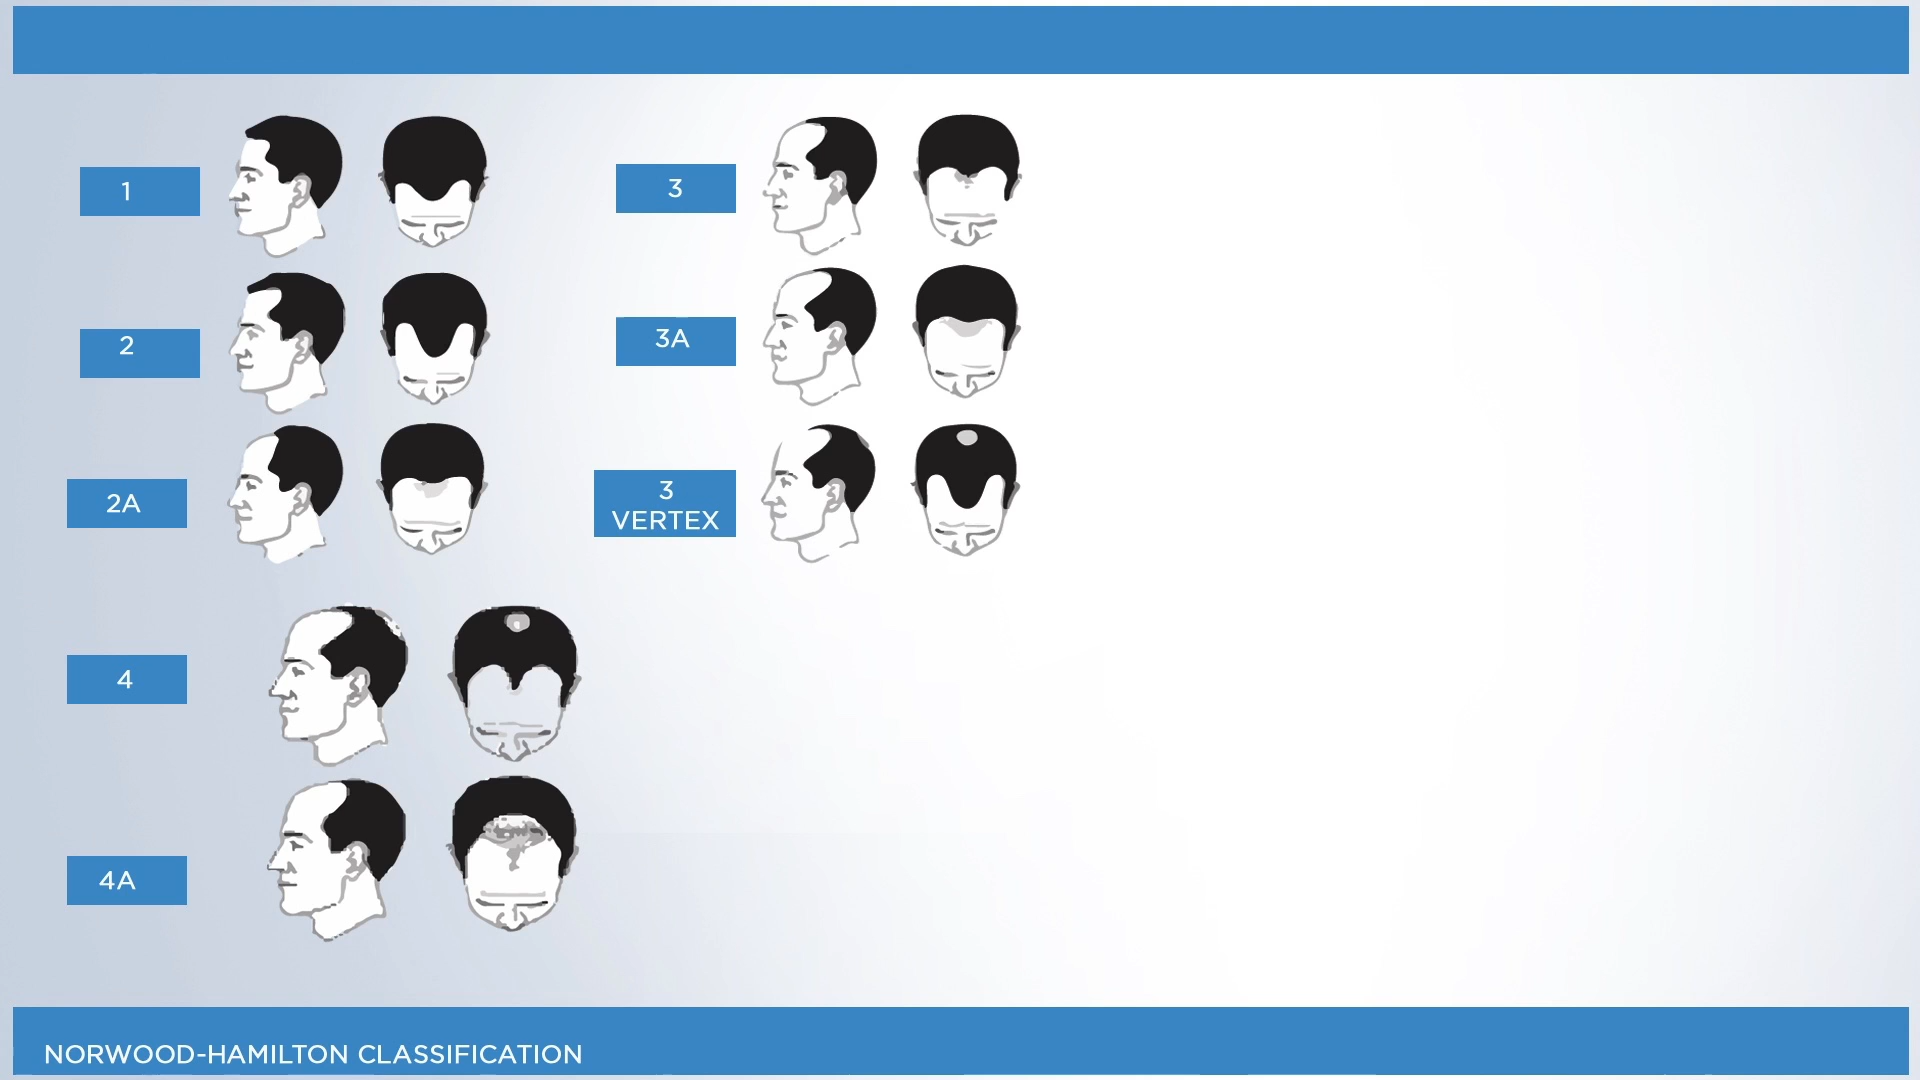 1
2
2A
3
3A
3
VERTEX
4
4A
NORWOOD-HAMILTON CLASSIFICATION